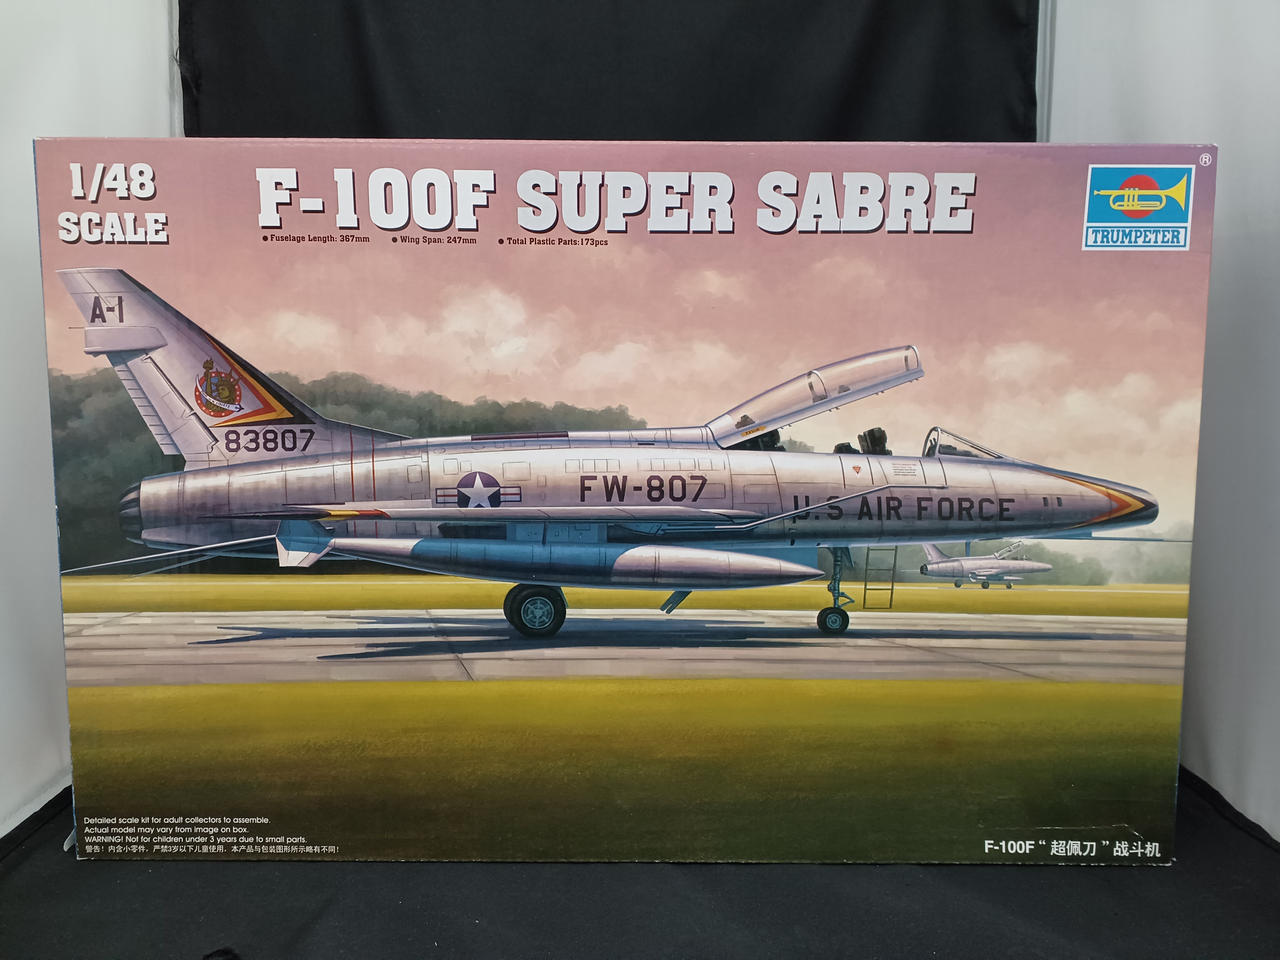 1/48
SCALE
F-100F SUPER SABRE
● Fuselage Length: 367mm ● Wing Span: 247mm ● Total Plastic Parts:173pcs
®
TRUMPETER
A-1
83807
FW-807
U.S AIR FORCE
Detailed scale kit for adult collectors to assemble.
Actual model may vary from image on box.
WARNING! Not for children under 3 years due to small parts.
警告！内含小零件，严禁3岁以下儿童使用，本产品与包装图形所示略有不同！
F-100F“超佩刀”战斗机